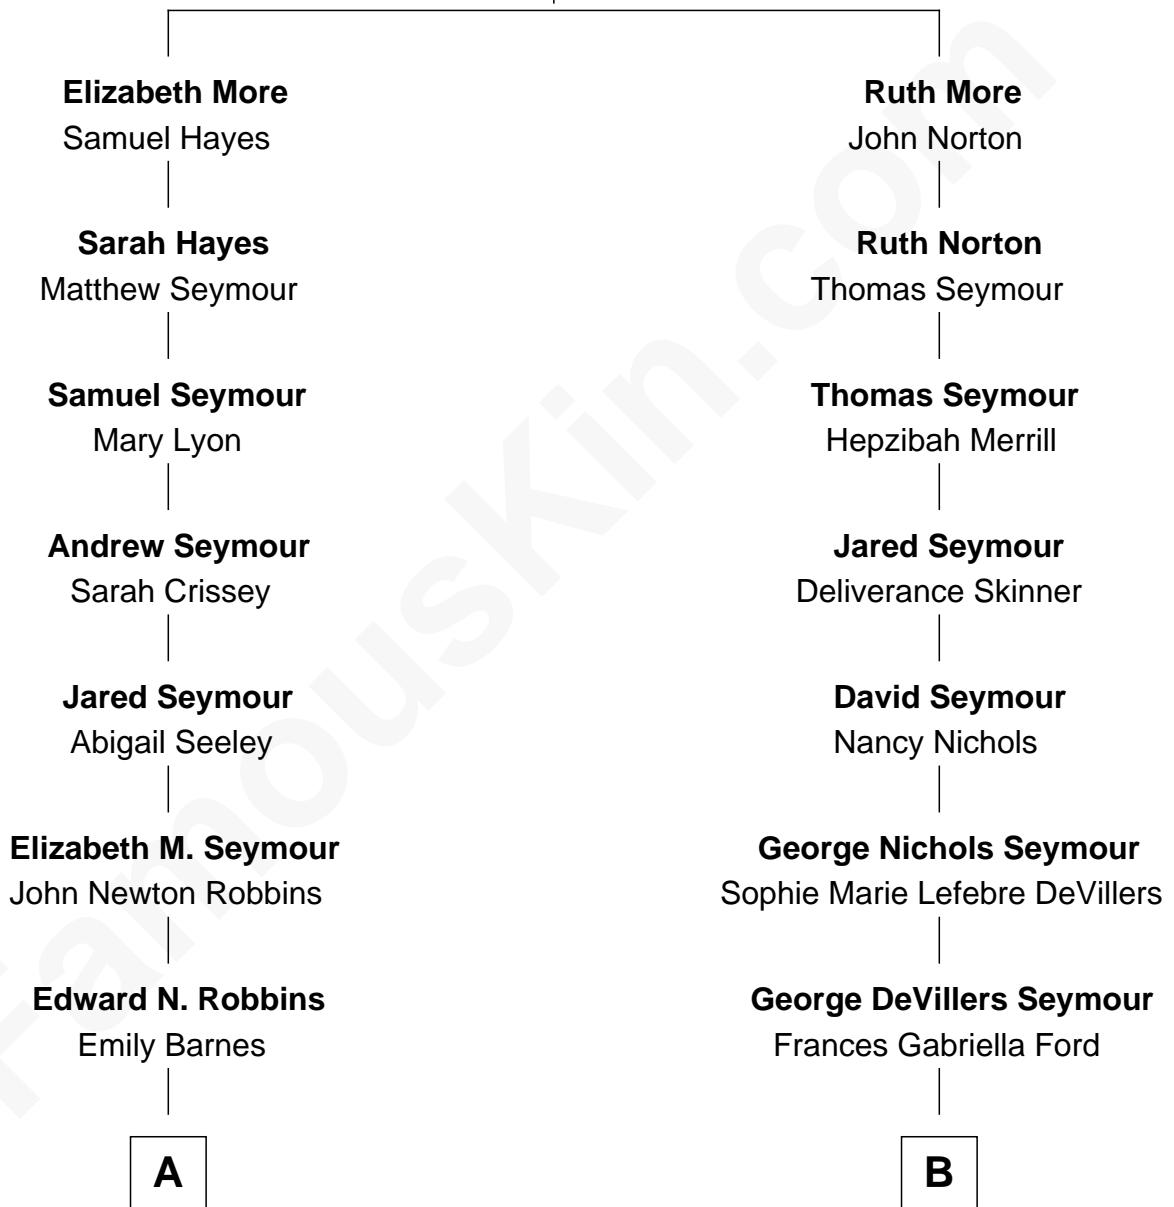 Elizabeth More
Samuel Hayes
Sarah Hayes
Matthew Seymour
Samuel Seymour
Mary Lyon
Andrew Seymour
Sarah Crissey
Jared Seymour
Abigail Seeley
Elizabeth M. Seymour
John Newton Robbins
Edward N. Robbins
Emily Barnes
A
Ruth More
John Norton
Ruth Norton
Thomas Seymour
Thomas Seymour
Hepzibah Merrill
Jared Seymour
Deliverance Skinner
David Seymour
Nancy Nichols
George Nichols Seymour
Sophie Marie Lefebre DeVillers
George DeVillers Seymour
Frances Gabriella Ford
B
FamousKin.com